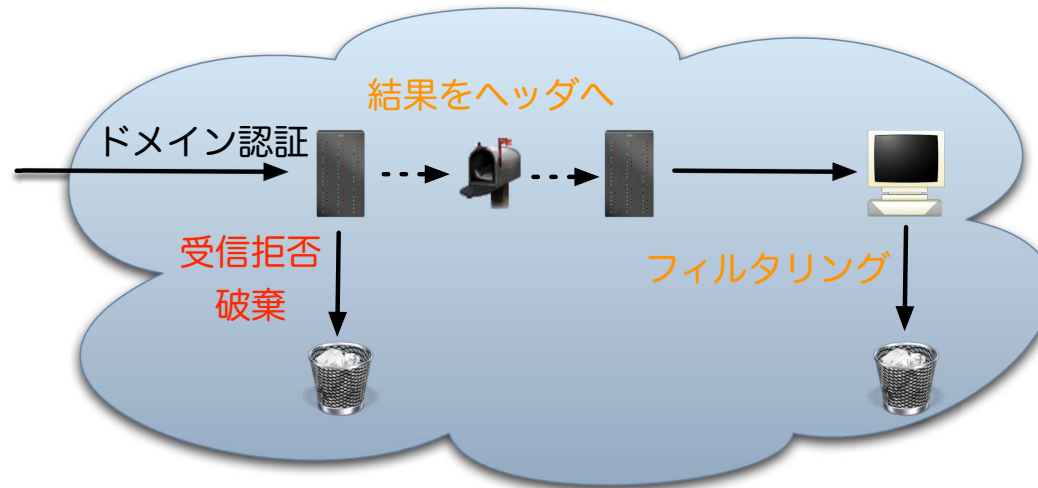 結果をヘッダへ
ドメイン認証
受信拒否
破棄
フィルタリング